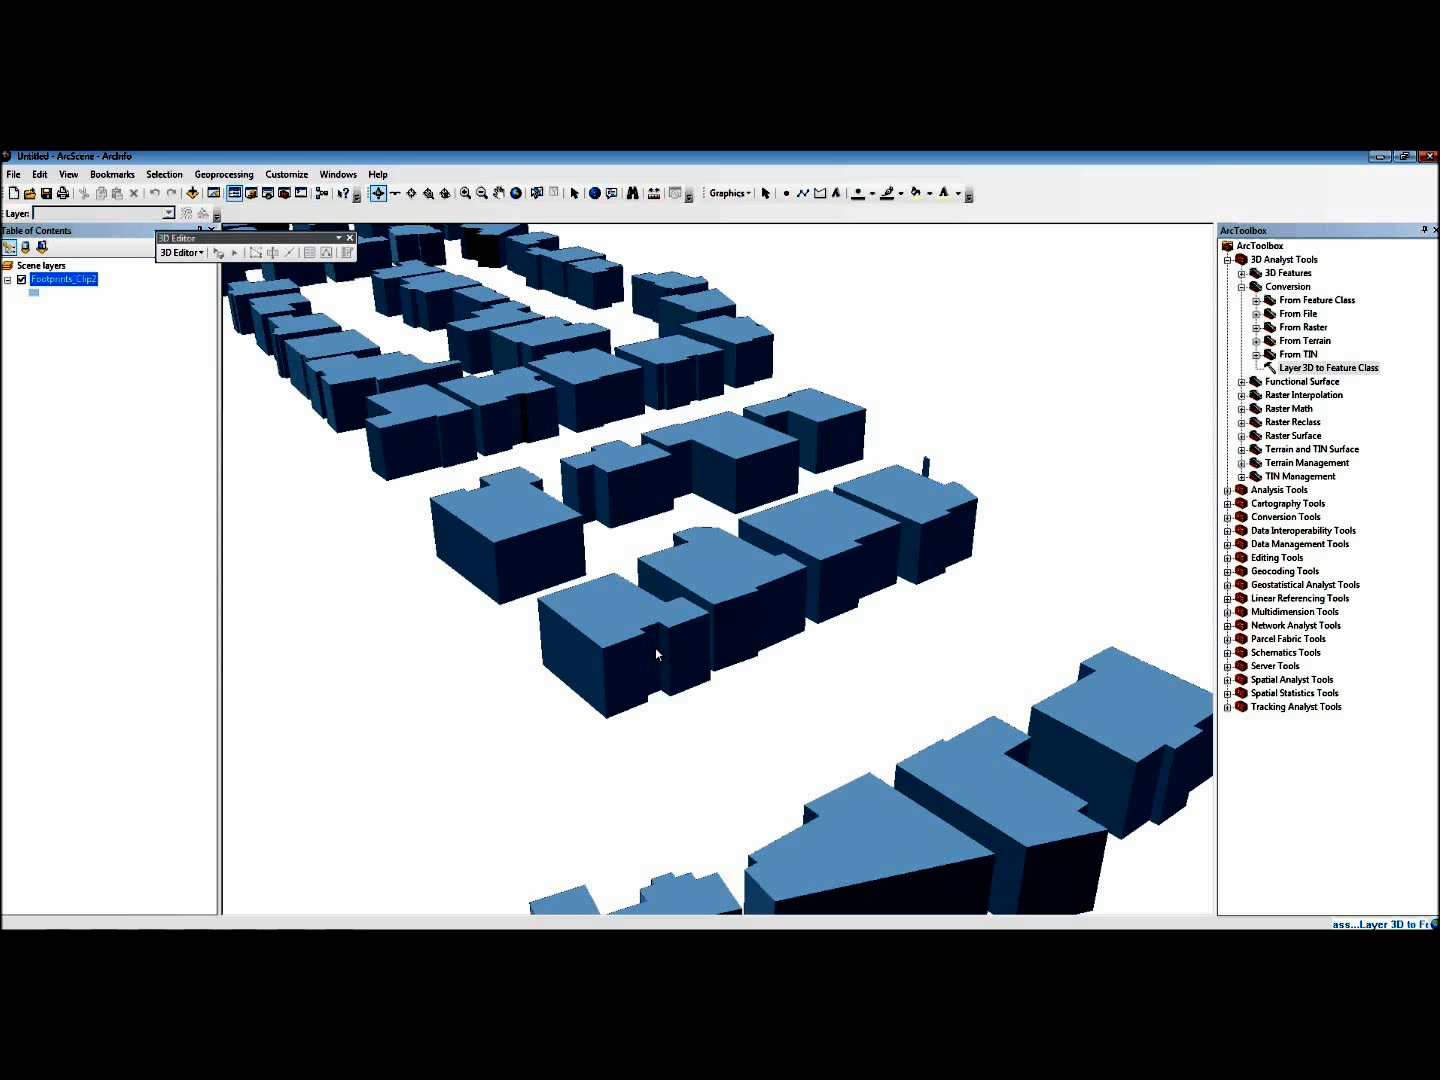 Untitled - ArcScene - ArcInfo
File Edit View Bookmarks Selection Geoprocessing Customize Windows Help
Graphics
Layer:
Table of Contents
3D Editor
3D Editor
Scene layers
Footprints_Clip2
ArcToolbox
ArcToolbox
3D Analyst Tools
3D Features
Conversion
From Feature Class
From File
From Raster
From Terrain
From TIN
Layer 3D to Feature Class
Functional Surface
Raster Interpolation
Raster Math
Raster Reclass
Raster Surface
Terrain and TIN Surface
Terrain Management
TIN Management
Analysis Tools
Cartography Tools
Conversion Tools
Data Interoperability Tools
Data Management Tools
Editing Tools
Geocoding Tools
Geostatistical Analyst Tools
Linear Referencing Tools
Multidimension Tools
Network Analyst Tools
Parcel Fabric Tools
Schematics Tools
Server Tools
Spatial Analyst Tools
Spatial Statistics Tools
Tracking Analyst Tools
ass...Layer 3D to Fe